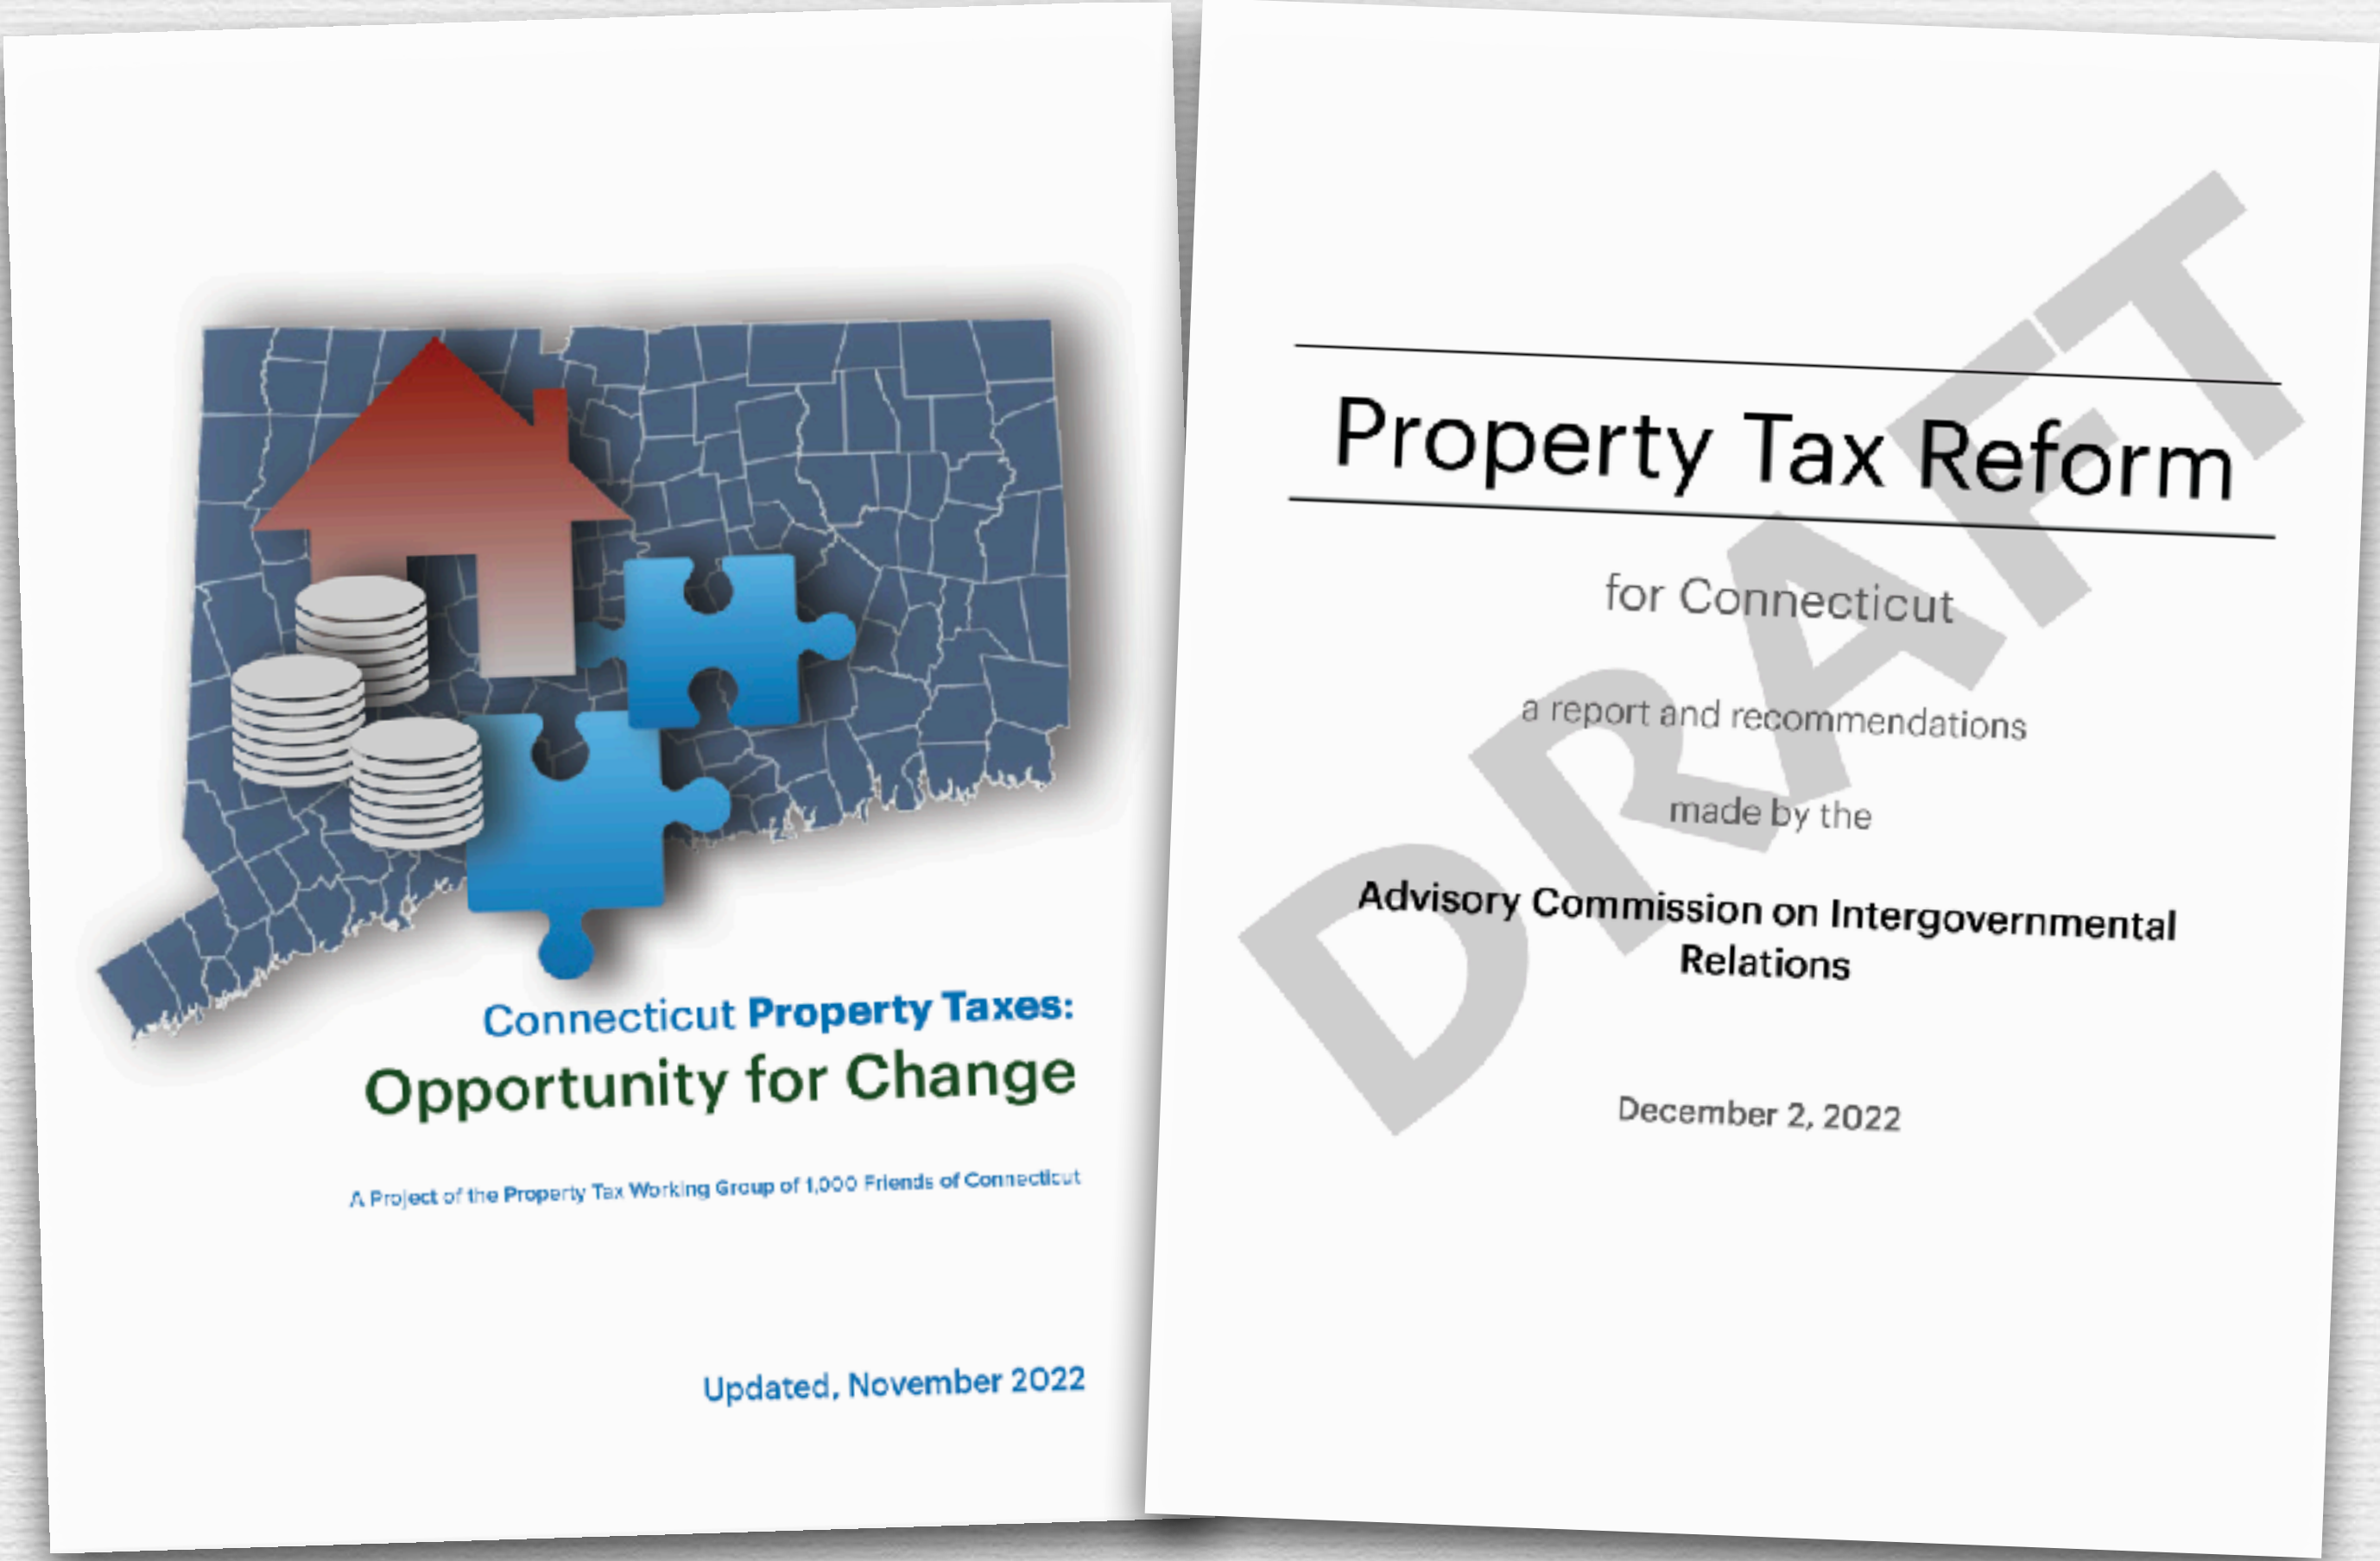 Connecticut Property Taxes:
Opportunity for Change
A Project of the Property Tax Working Group of 1,000 Friends of Connecticut
Updated, November 2022
DRAFT
Property Tax Reform
for Connecticut
a report and recommendations
made by the
Advisory Commission on Intergovernmental
Relations
December 2, 2022